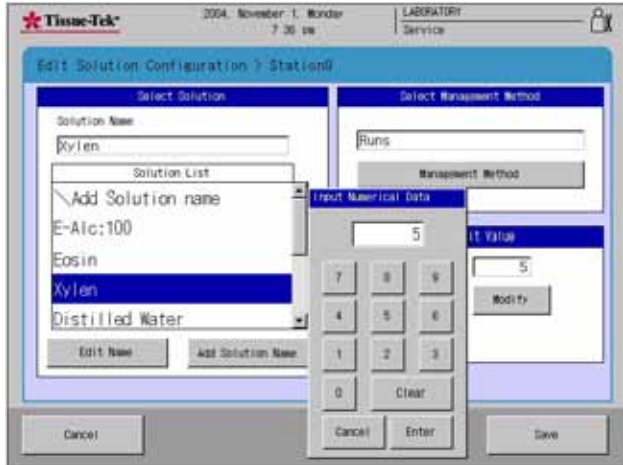 Tissue-Tek®
2004, November 1, Monday
7:36 pm
LABORATORY
Service
Edit Solution Configuration > Station9
Select Solution
Solution Name
Xylen
Solution List
\Add Solution name
E-Alc:100
Eosin
Xylen
Distilled Water
Edit Name
Add Solution Name
Select Management Method
Runs
Management Method
it Value
5
Modify
Input Numerical Data
5
7 8 9
4 5 6
1 2 3
0 Clear
Cancel Enter
Cancel
Save